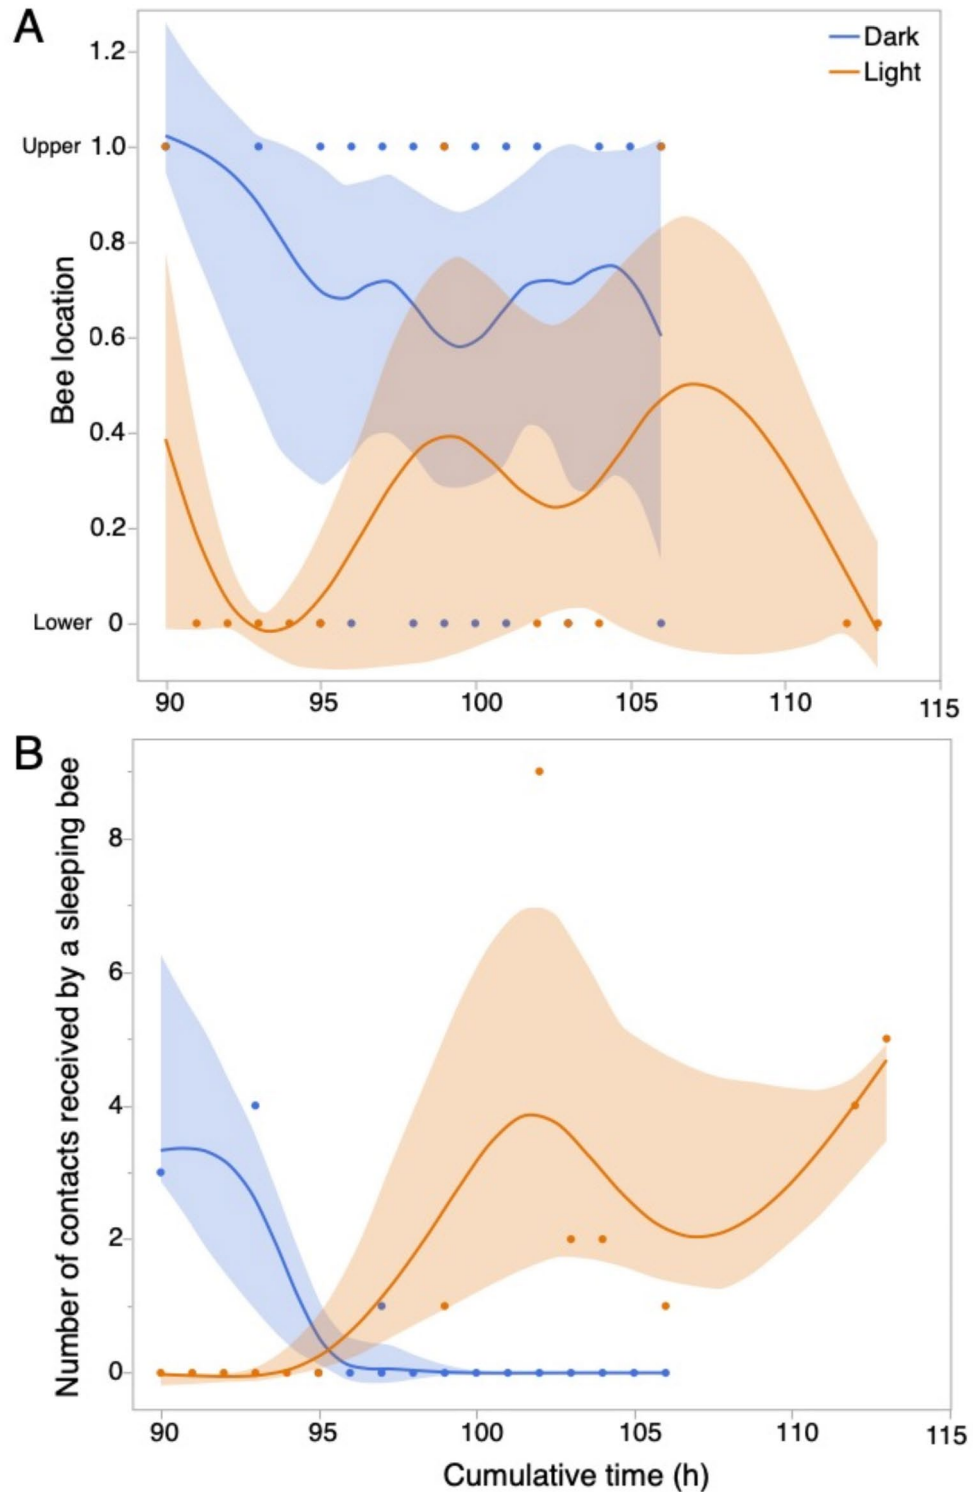 A
Dark
Light
1.2
Upper 1.0
0.8
0.6
0.4
0.2
Lower 0
Bee location
90 95 100 105 110 115
B
8
6
4
2
0
Number of contacts received by a sleeping bee
90 95 100 105 110 115
Cumulative time (h)